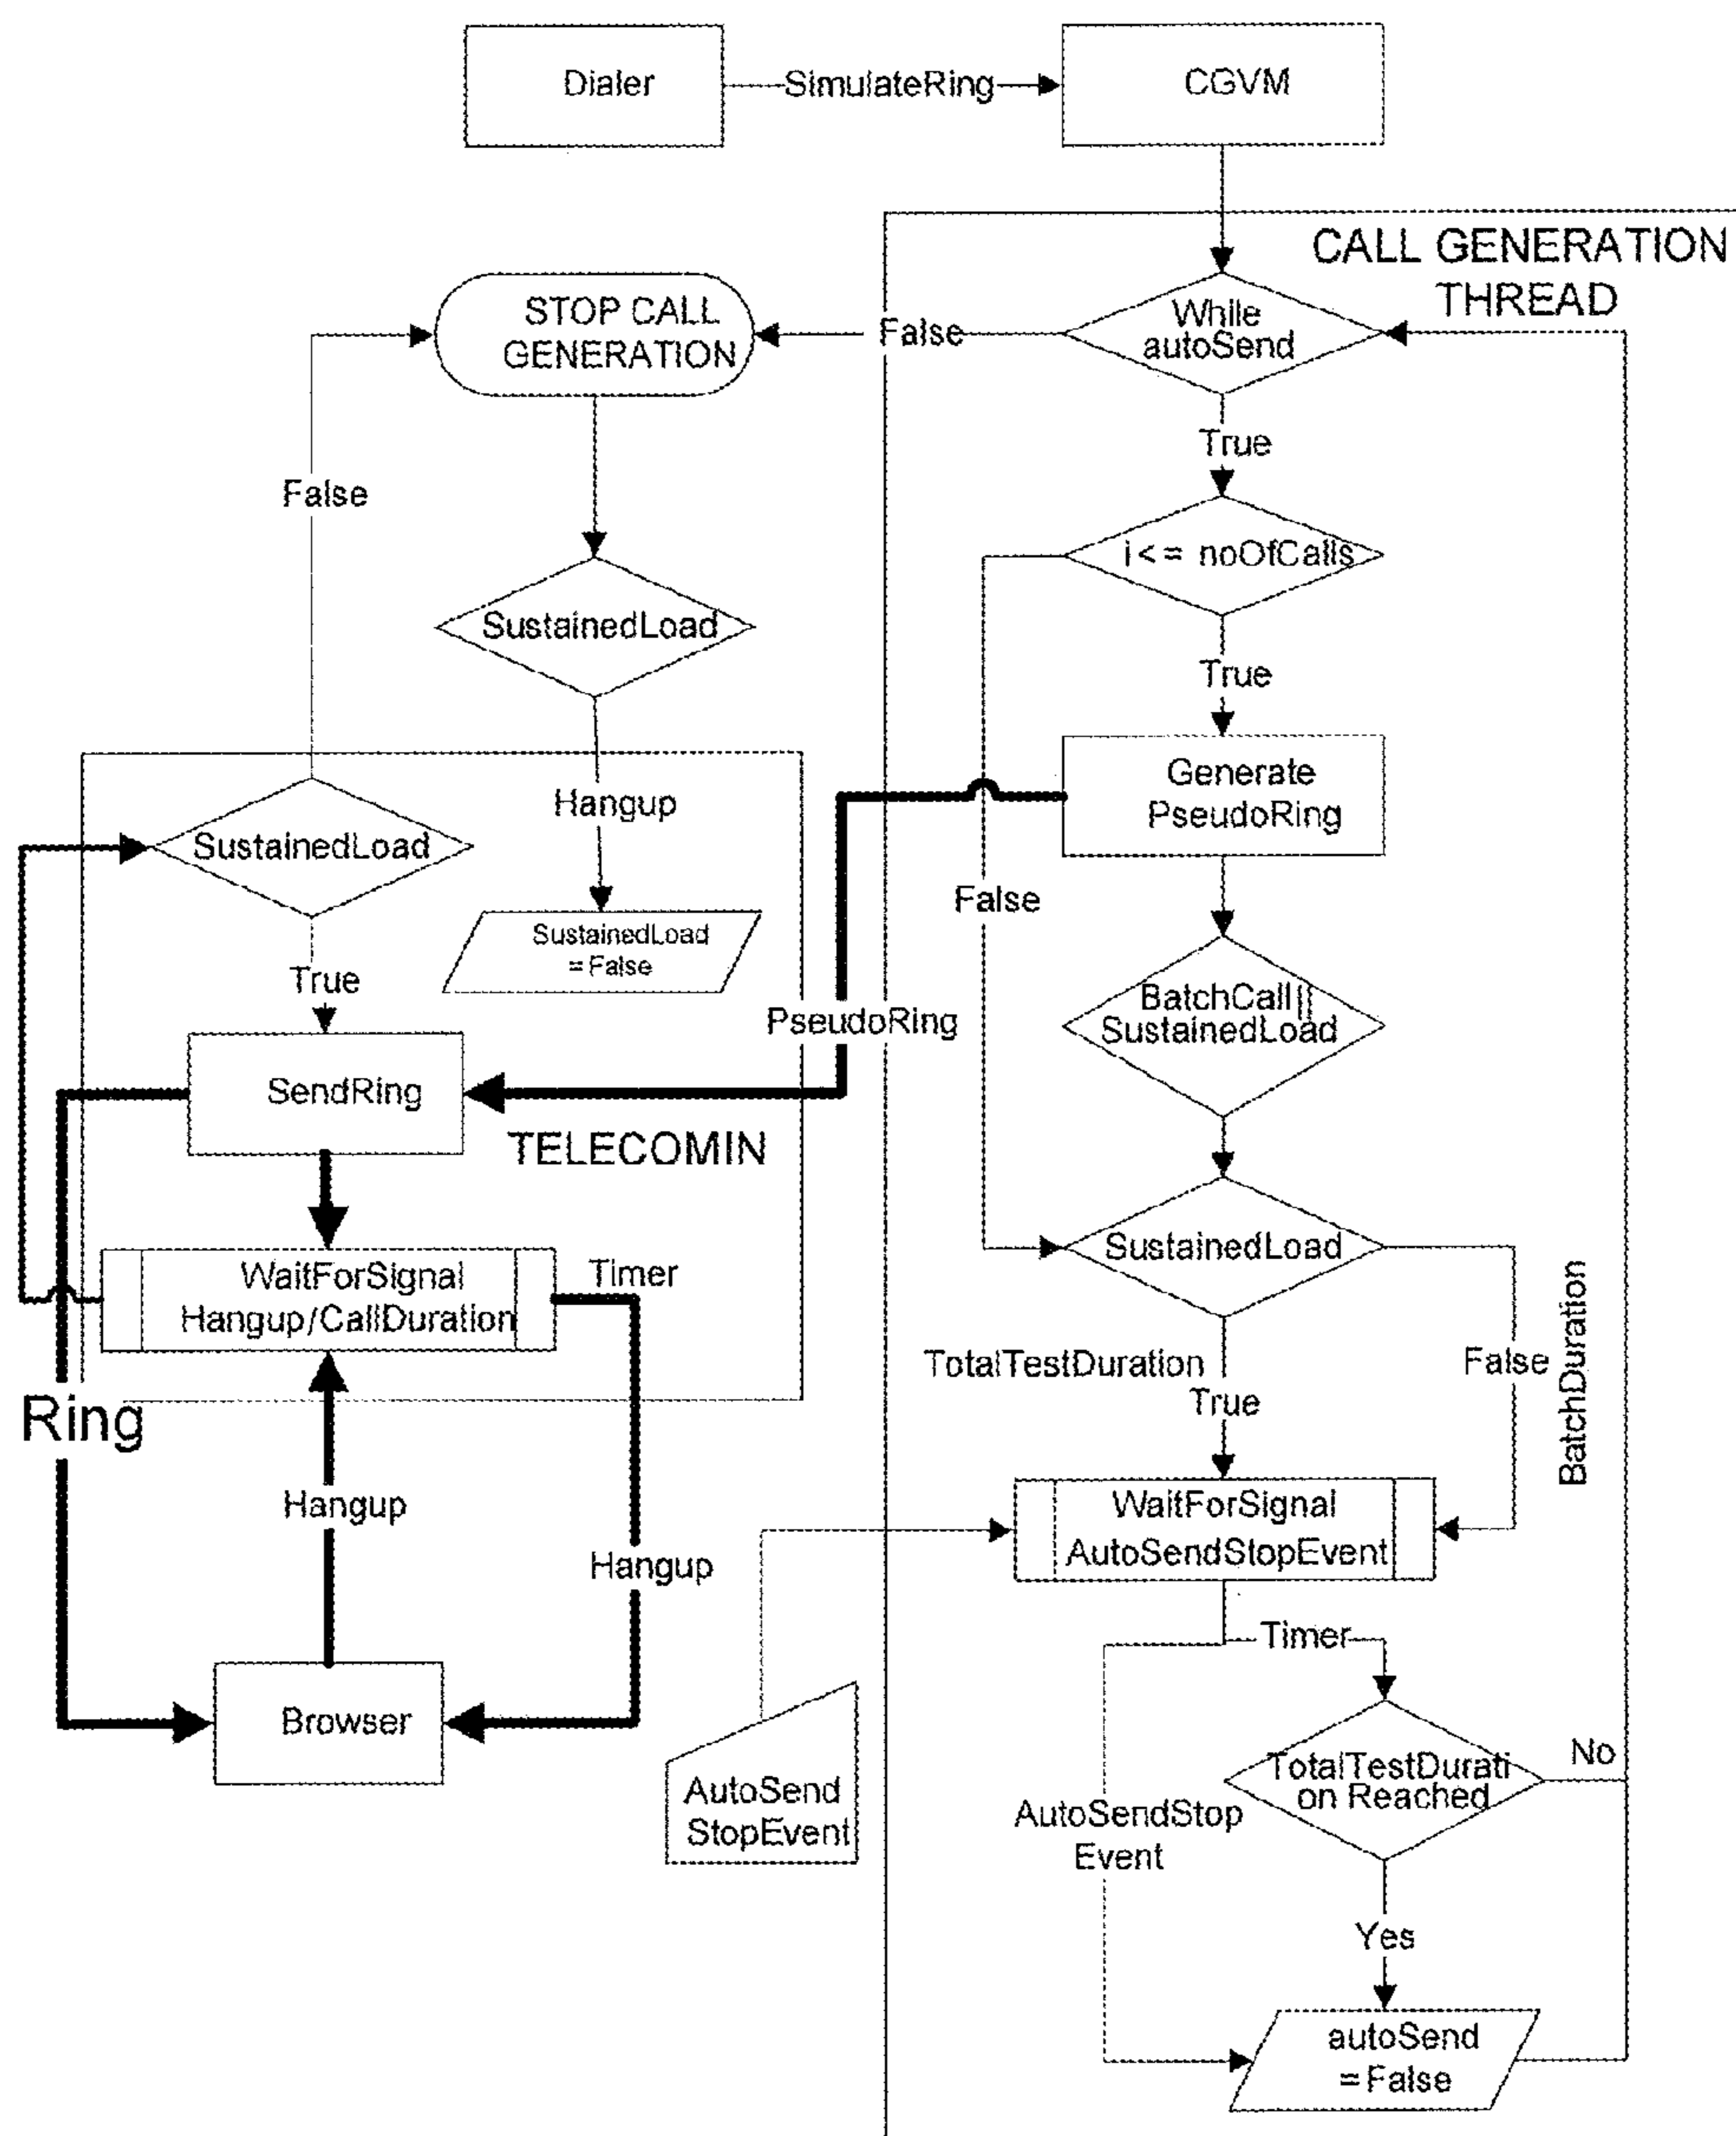 Dialer
SimulateRing
CGVM
CALL GENERATION
THREAD
STOP CALL
GENERATION
False
While
autoSend
True
False
i<= noOfCalls
SustainedLoad
True
Generate
PseudoRing
Hangup
SustainedLoad
False
SustainedLoad
=False
True
BatchCall||
SustainedLoad
PseudoRing
SendRing
TELECOMIN
SustainedLoad
WaitForSignal
Hangup/CallDuration
Timer
TotalTestDuration
True
False
BatchDuration
Ring
Hangup
WaitForSignal
AutoSendStopEvent
Hangup
Timer
Browser
AutoSend
StopEvent
TotalTestDurati
on Reached
No
AutoSendStop
Event
Yes
autoSend
=False